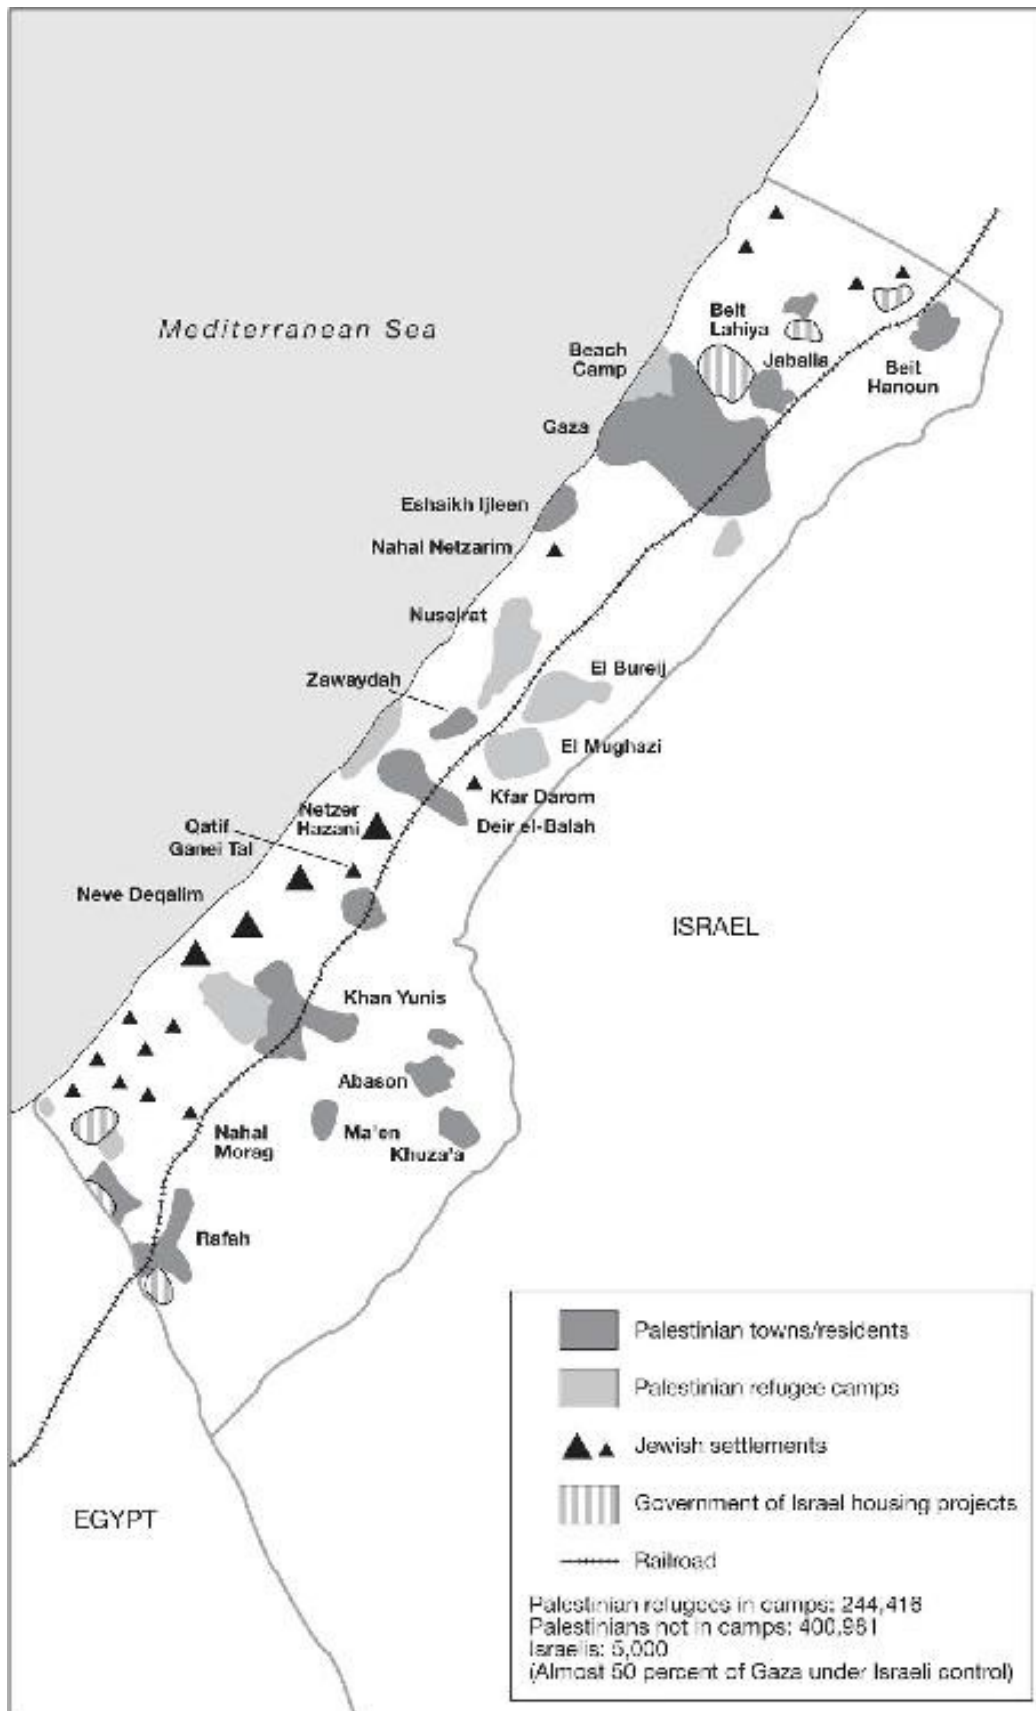 Mediterranean Sea
Beit
Lahiya
Beach
Camp
Jabalia
Beit
Hanoun
Gaza
Eshaikh Ijleen
Nahal Netzarim
Nuseirat
El Bureij
Zawaydah
El Mughazi
Kfar Darom
Deir el-Balah
Netzer
Hazani
Qatif
Ganei Tal
Neve Deqalim
ISRAEL
Khan Yunis
Abason
Ma'en
Khuza'a
Nahal
Morag
Rafah
EGYPT
Palestinian towns/residents
Palestinian refugee camps
Jewish settlements
Government of Israel housing projects
Railroad
Palestinian refugees in camps: 244,416
Palestinians not in camps: 400,981
Israelis: 5,000
(Almost 50 percent of Gaza under Israeli control)